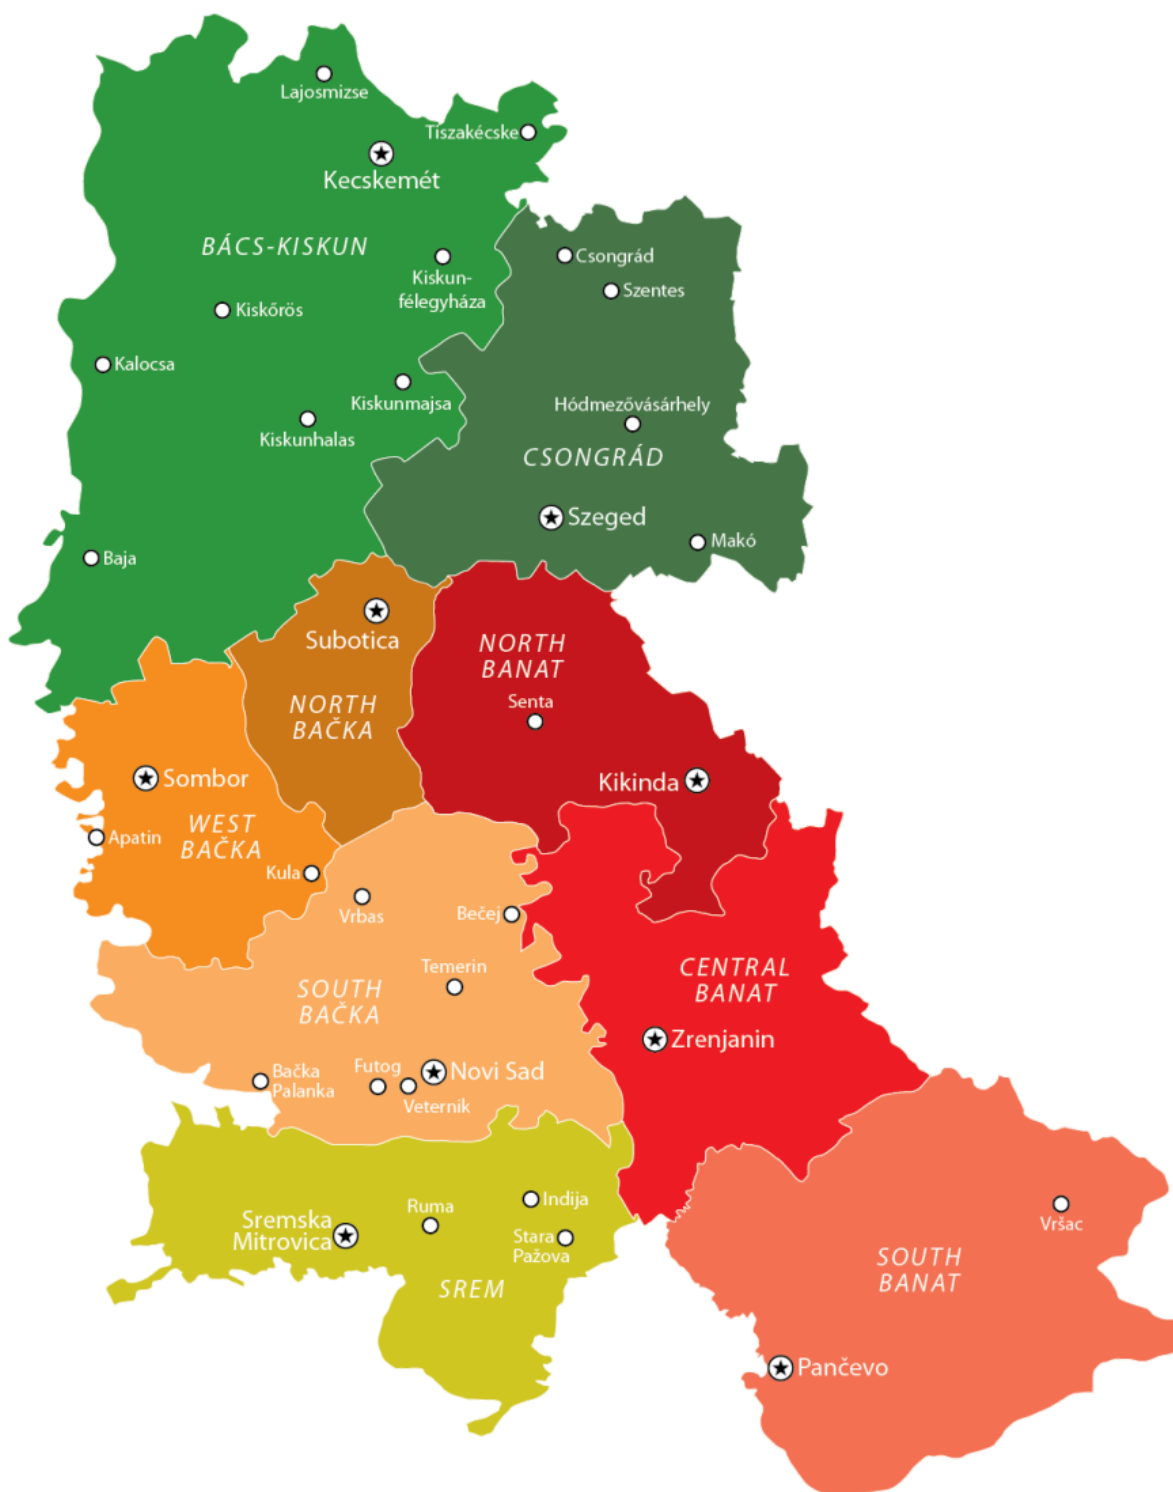 Lajosmizse
Tiszakécske
Kecskemét
BÁCS-KISKUN
Kiskun-
félegyháza
Csongrád
Szentes
Kiskőrös
Kalocsa
Kiskunmajsa
Kiskunhalas
Hódmezővásárhely
CSONGRÁD
Szeged
Makó
Baja
Subotica
NORTH
BANAT
NORTH
BAČKA
Senta
Sombor
Kikinda
WEST
BAČKA
Apatin
Kula
Vrbas
Bečej
Temerin
SOUTH
BAČKA
CENTRAL
BANAT
Zrenjanin
Bačka
Palanka
Futog
Novi Sad
Veternik
Indija
Ruma
Sremska
Mitrovica
Stara
Pažova
SREM
Vršac
SOUTH
BANAT
Pančevo